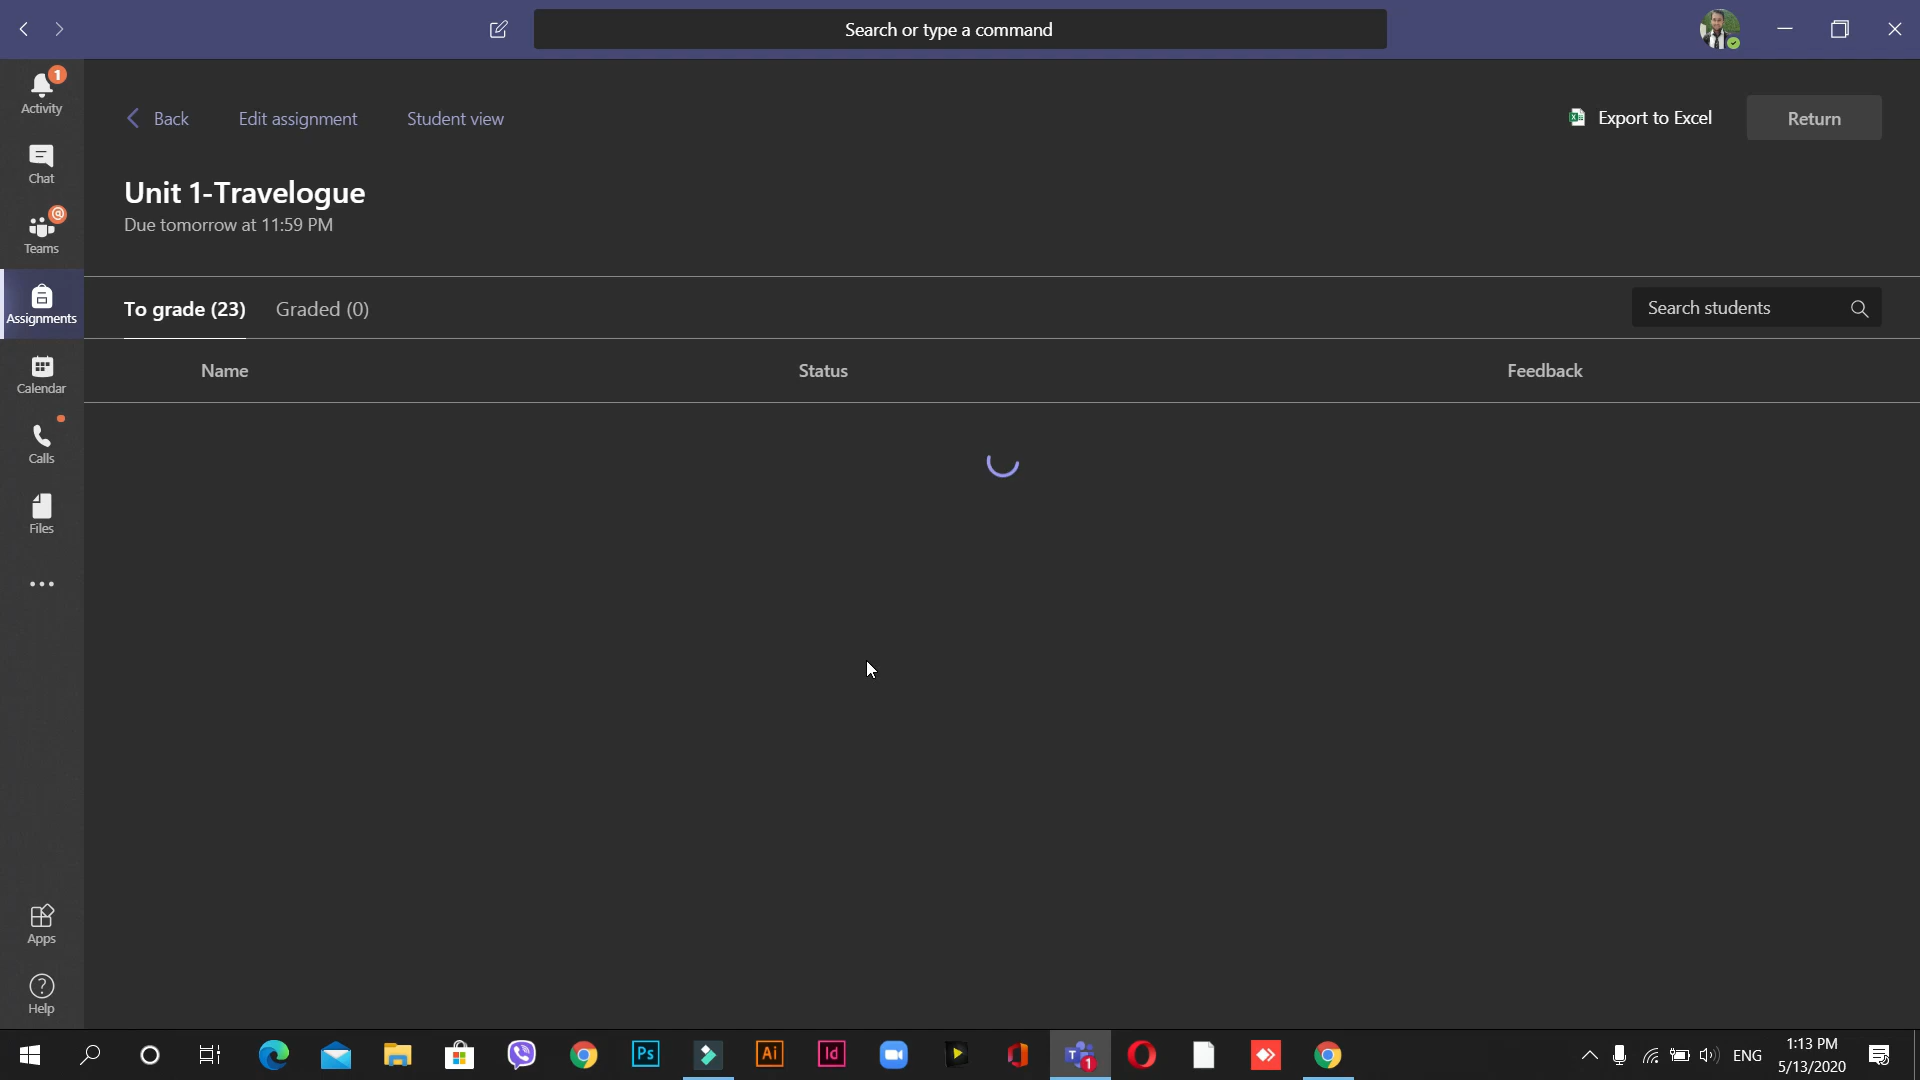 Search or type a command
1
Activity
Chat
@
Teams
Assignments
Calendar
Calls
Files
Apps
? Help
Back Edit assignment Student view
Export to Excel Return
Unit 1-Travelogue
Due tomorrow at 11:59 PM
To grade (23) Graded (0)
Search students
Name Status Feedback
Ps Ai Id T 1
ENG
1:13 PM
5/13/2020